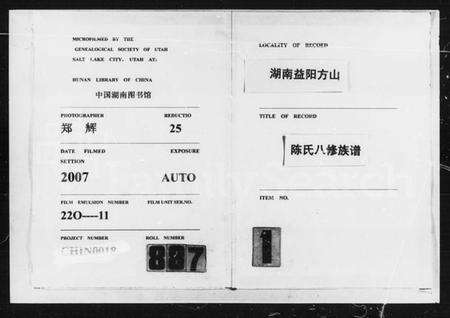 MICROFILMED BY THE
GENEALOGICAL SOCIETY OF UTAH
SALT LAKE CITY, UTAH AT:
HUNAN LIBRARY OF CHINA
中国湖南图书馆
PHOTOGRAPHER REDUCTIO
郑 辉 25
DATE FILMED EXPOSURE
SECTION
2007 AUTO
FILM EMULSION NUMBER FILM UNIT SER.NO.
22O----11
PROJECT NUMBER ROLL NUMBER
887
LOCALITY OF RECORD
湖南益阳方山
TITLE OF RECORD
陈氏八修族谱
ITEM NO.
1